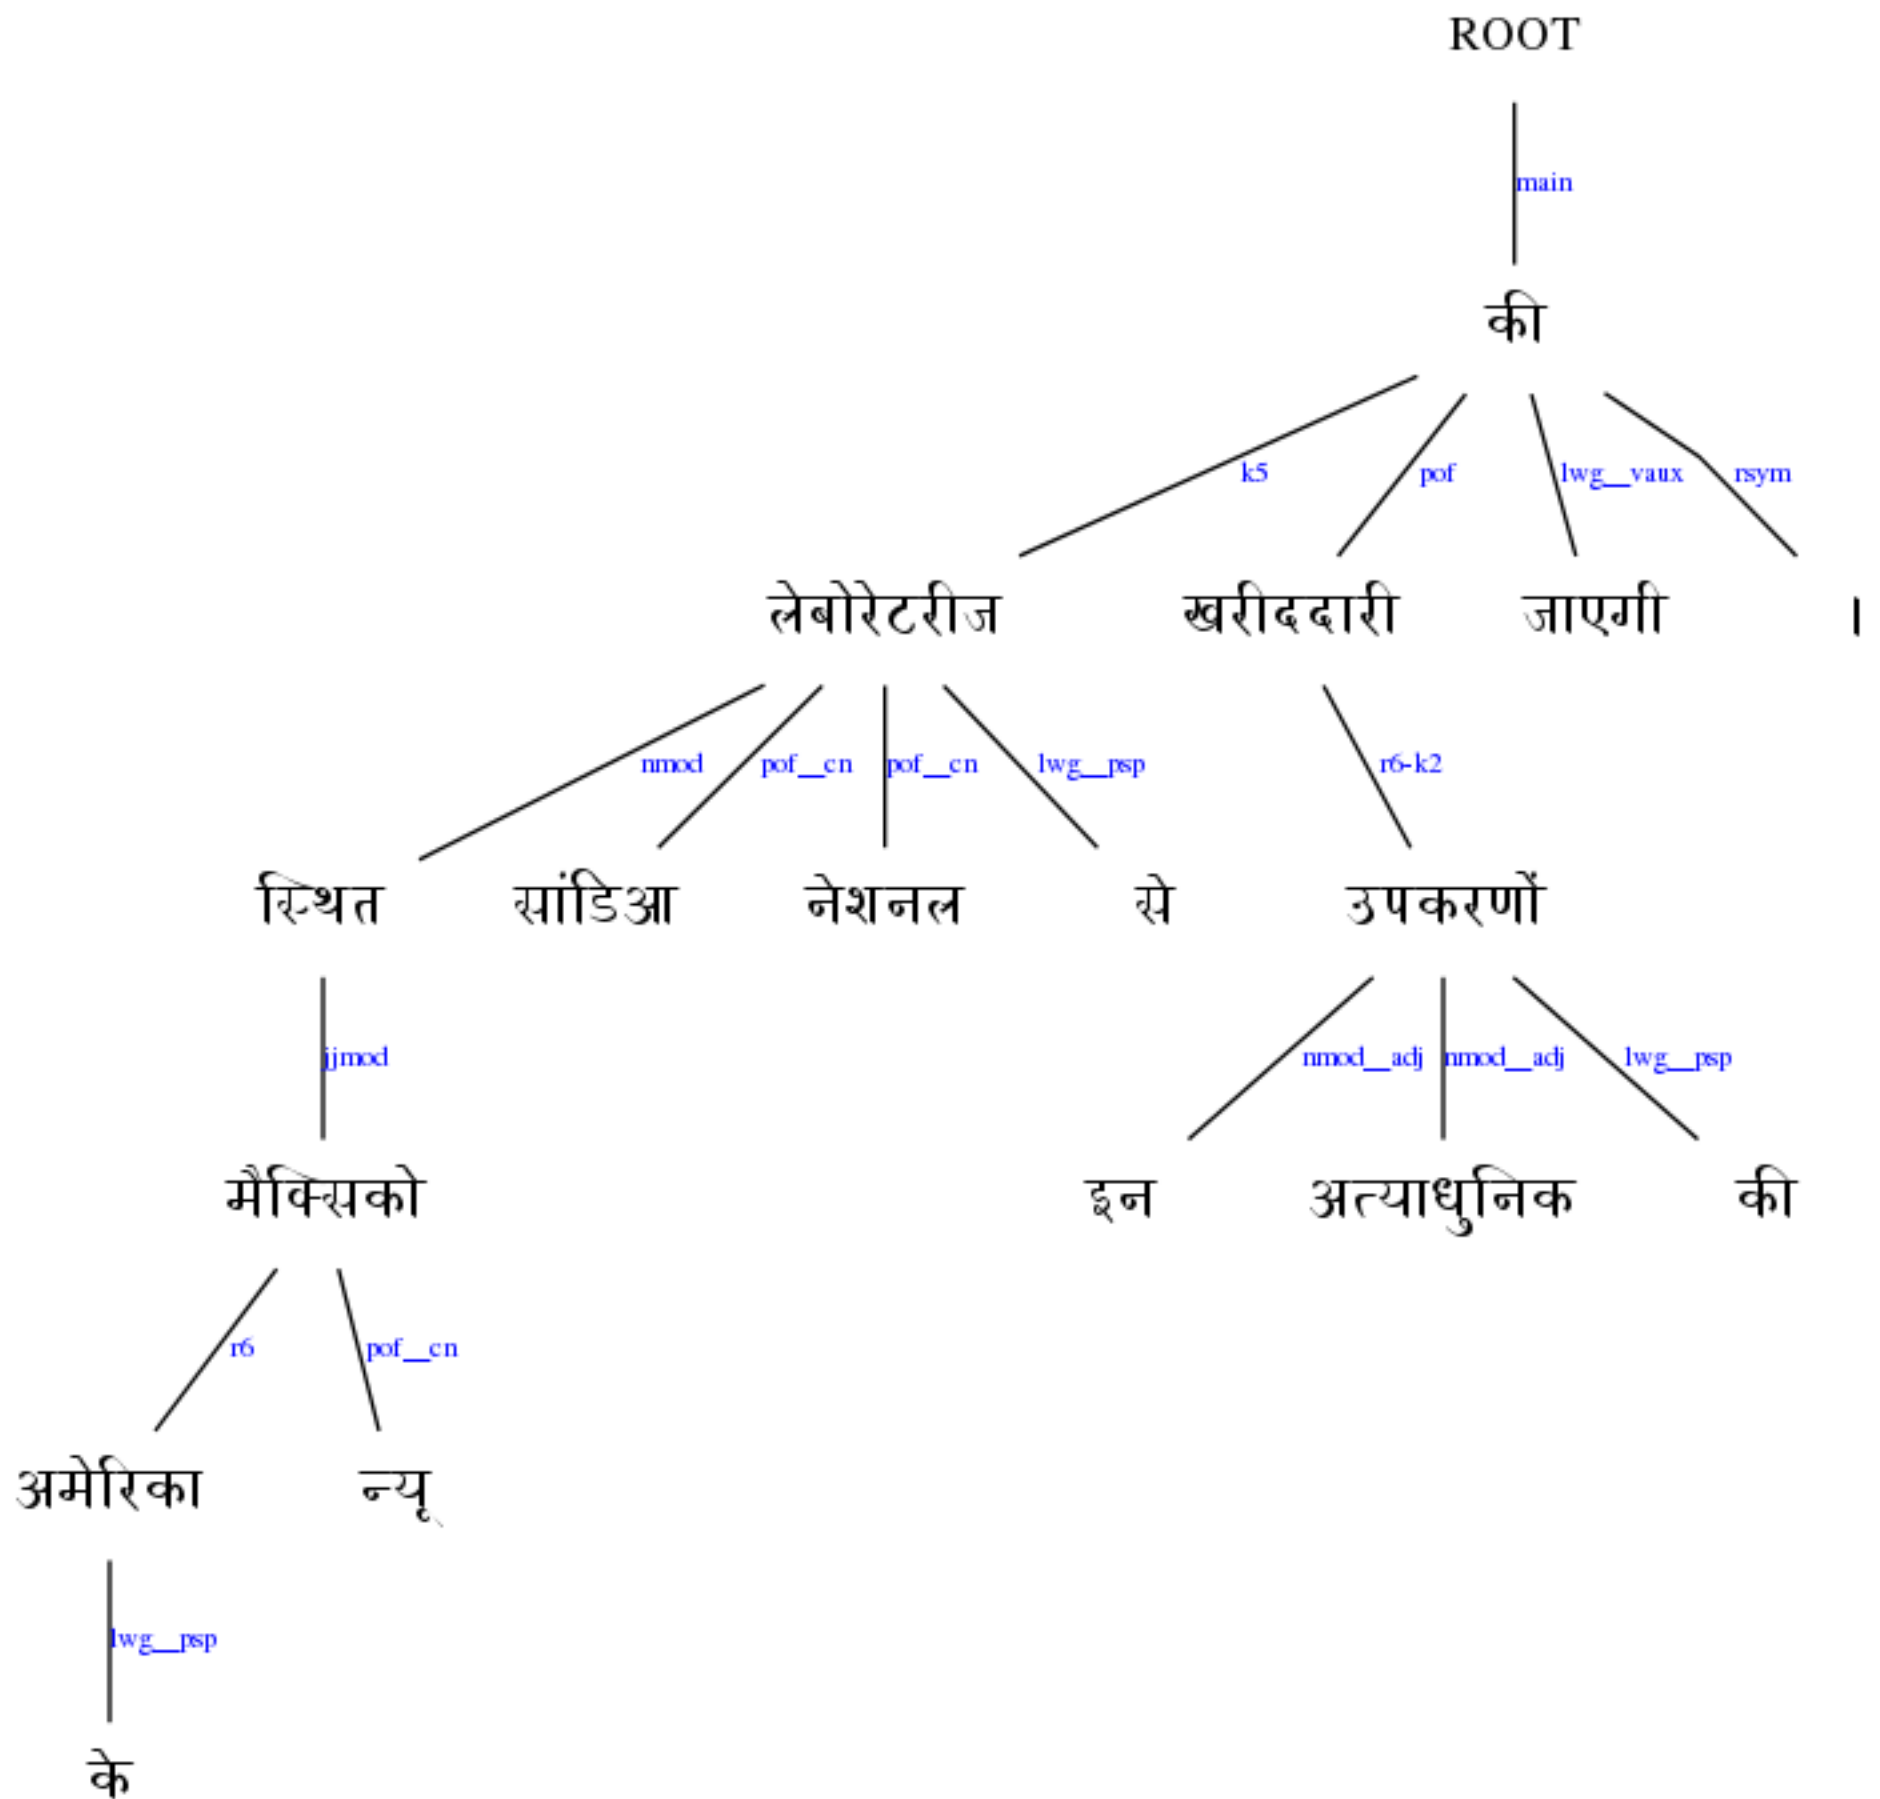 ROOT
main
की
k5 pof lwg__vaux rsym
लेबोरेटरीज खरीददारी जाएगी ।
nmod pof__cn pof__cn lwg__psp r6-k2
स्थित सांडिआ नेशनल से उपकरणों
jjmod nmod__adj nmod__adj lwg__psp
मैक्सिको इन अत्याधुनिक की
r6 pof__cn
अमेरिका न्यू
lwg__psp
के